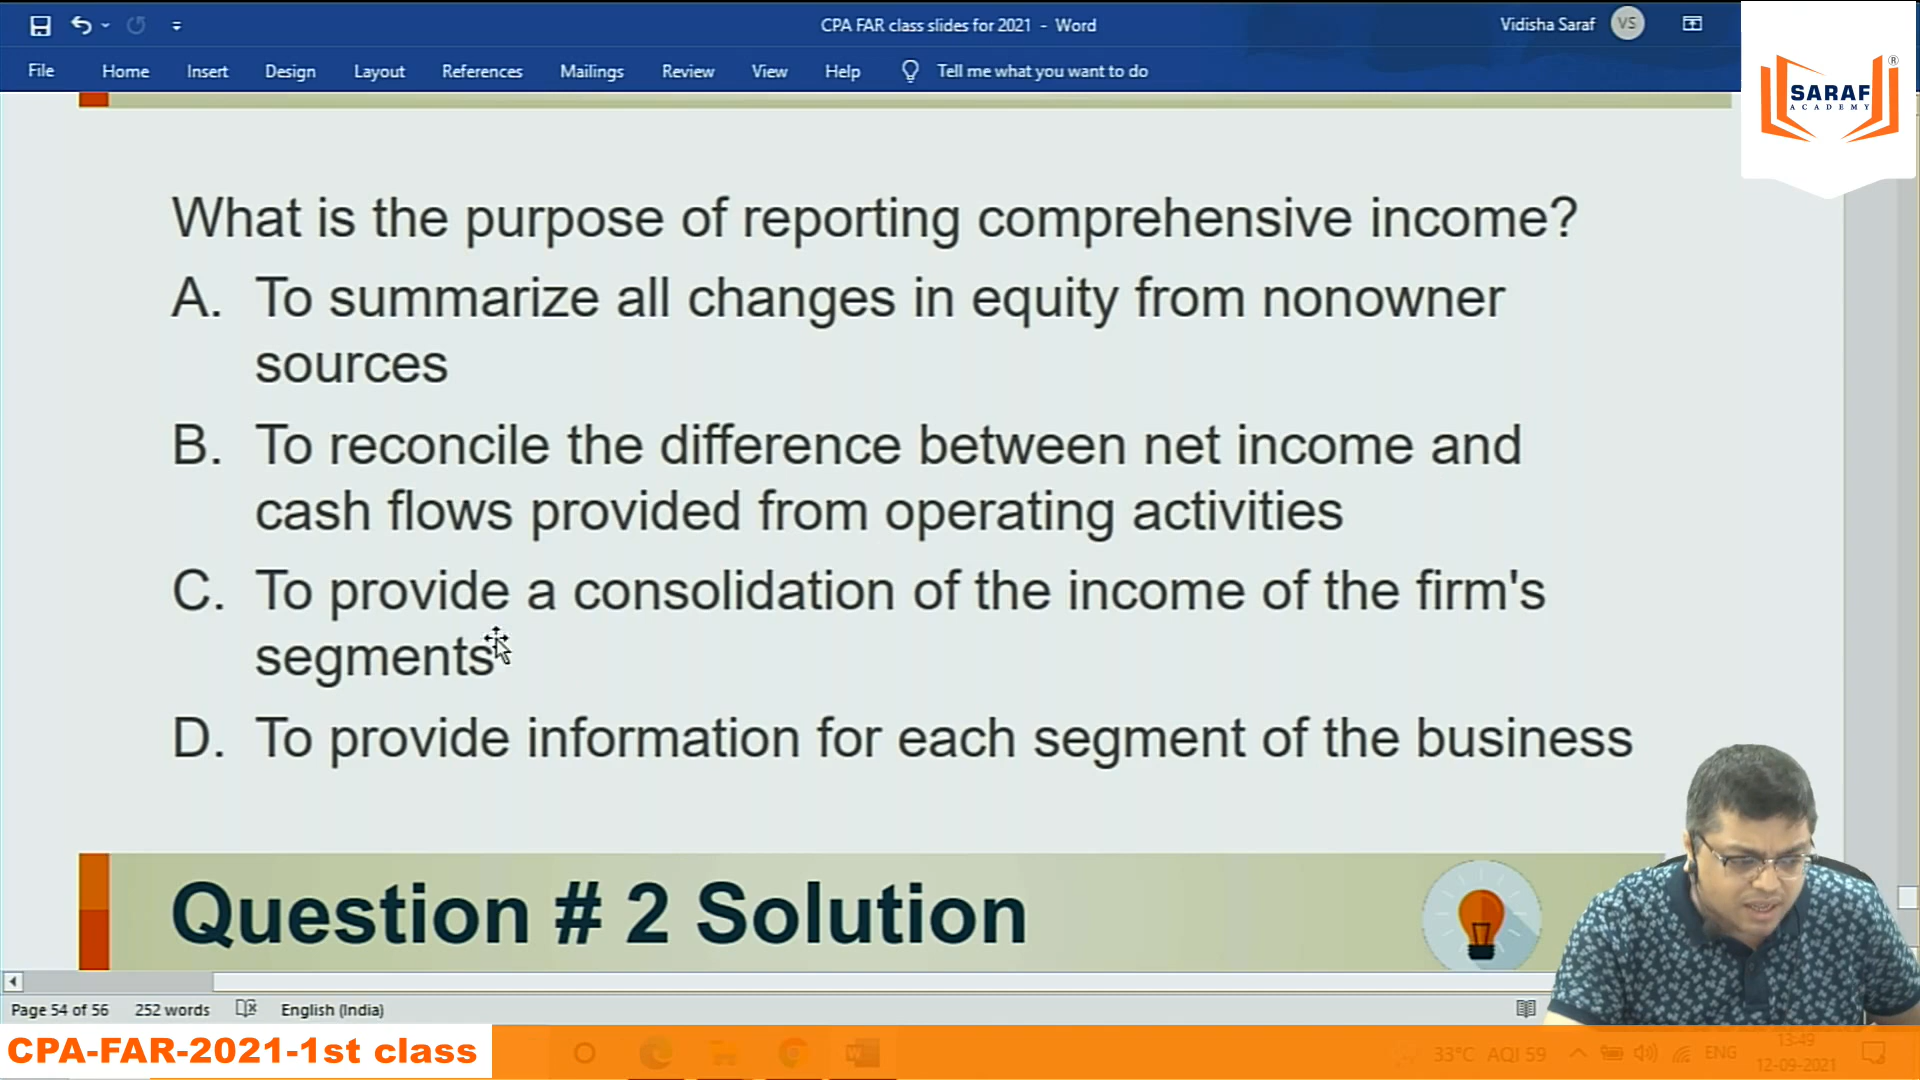 CPA FAR class slides for 2021 - Word
Vidisha Saraf
VS
File Home Insert Design Layout References Mailings Review View Help Tell me what you want to do
SARAF
ACADEMY
®
What is the purpose of reporting comprehensive income?
A. To summarize all changes in equity from nonowner
sources
B. To reconcile the difference between net income and
cash flows provided from operating activities
C. To provide a consolidation of the income of the firm's
segments
D. To provide information for each segment of the business
Question # 2 Solution
Page 54 of 56 252 words English (India)
CPA-FAR-2021-1st class
33°C AQI 59 ENG
13:49
12-09-2021